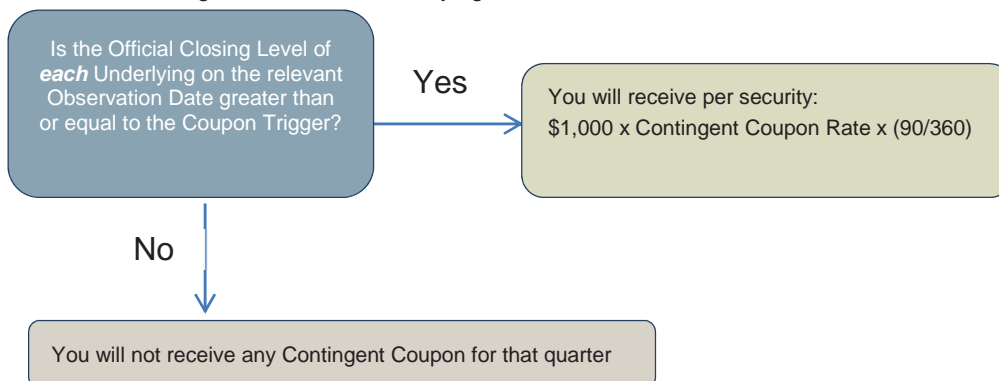 Is the Official Closing Level of
each Underlying on the relevant
Observation Date greater than
or equal to the Coupon Trigger?
Yes
You will receive per security:
$1,000 x Contingent Coupon Rate x (90/360)
No
You will not receive any Contingent Coupon for that quarter